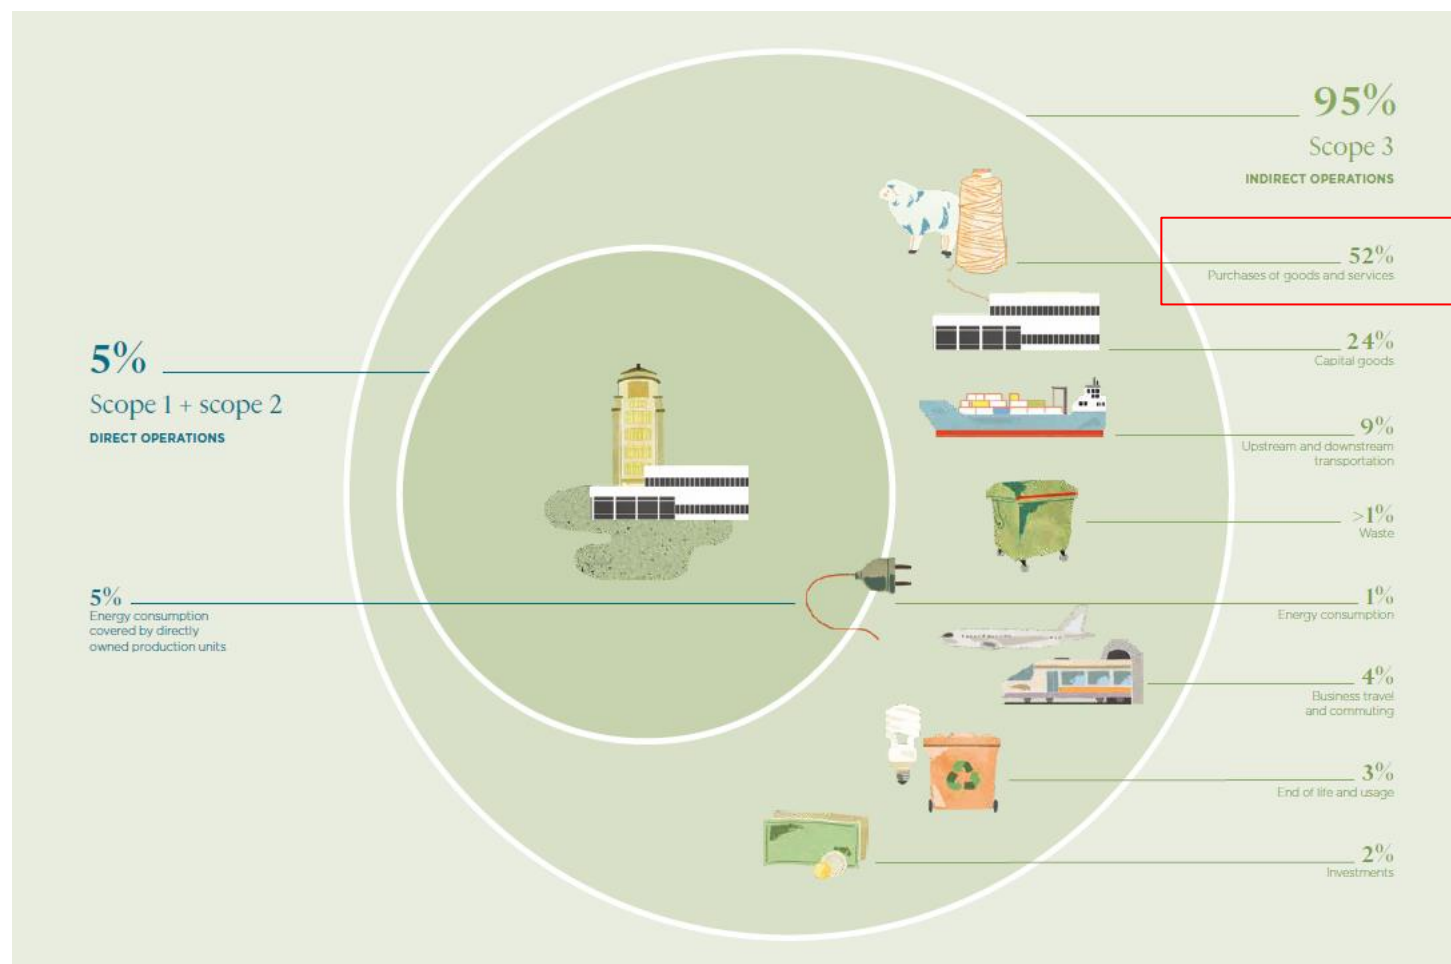 95%
Scope 3
INDIRECT OPERATIONS
52%
Purchases of goods and services
24%
Capital goods
9%
Upstream and downstream
transportation
>1%
Waste
1%
Energy consumption
4%
Business travel
and commuting
3%
End of life and usage
2%
Investments
5%
Scope 1 + scope 2
DIRECT OPERATIONS
5%
Energy consumption
covered by directly
owned production units